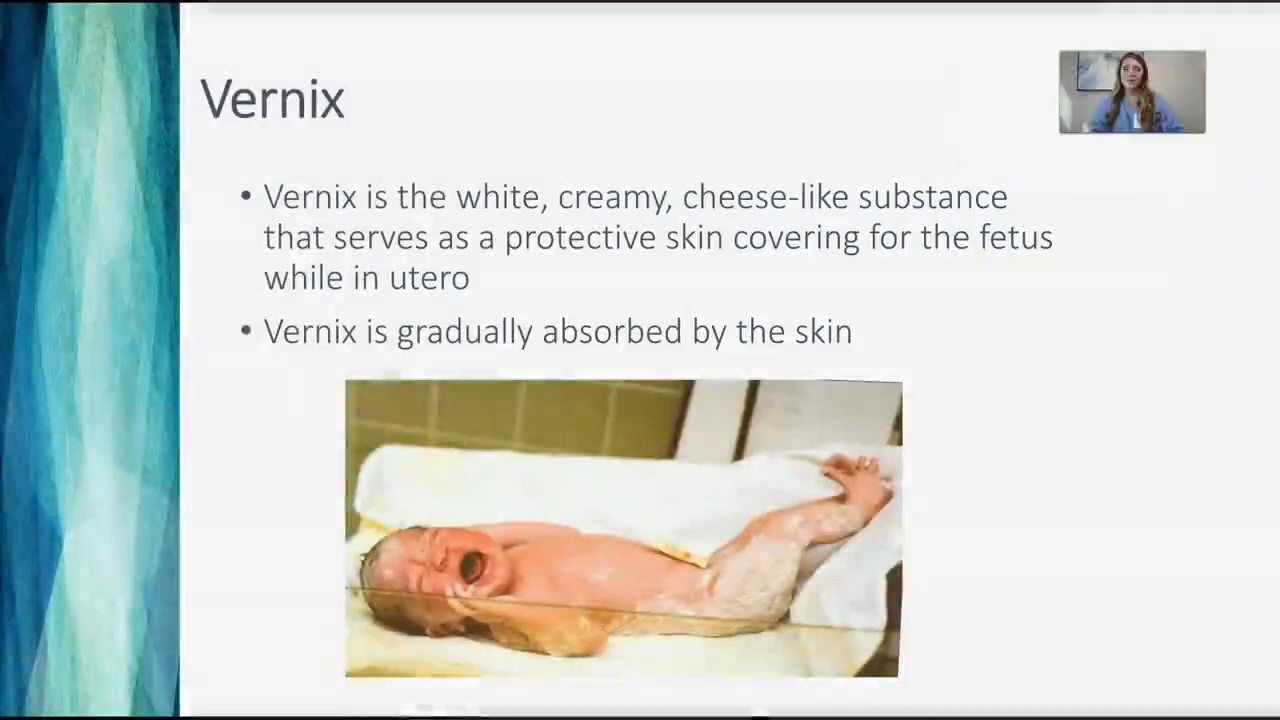 Vernix
• Vernix is the white, creamy, cheese-like substance
that serves as a protective skin covering for the fetus
while in utero
• Vernix is gradually absorbed by the skin